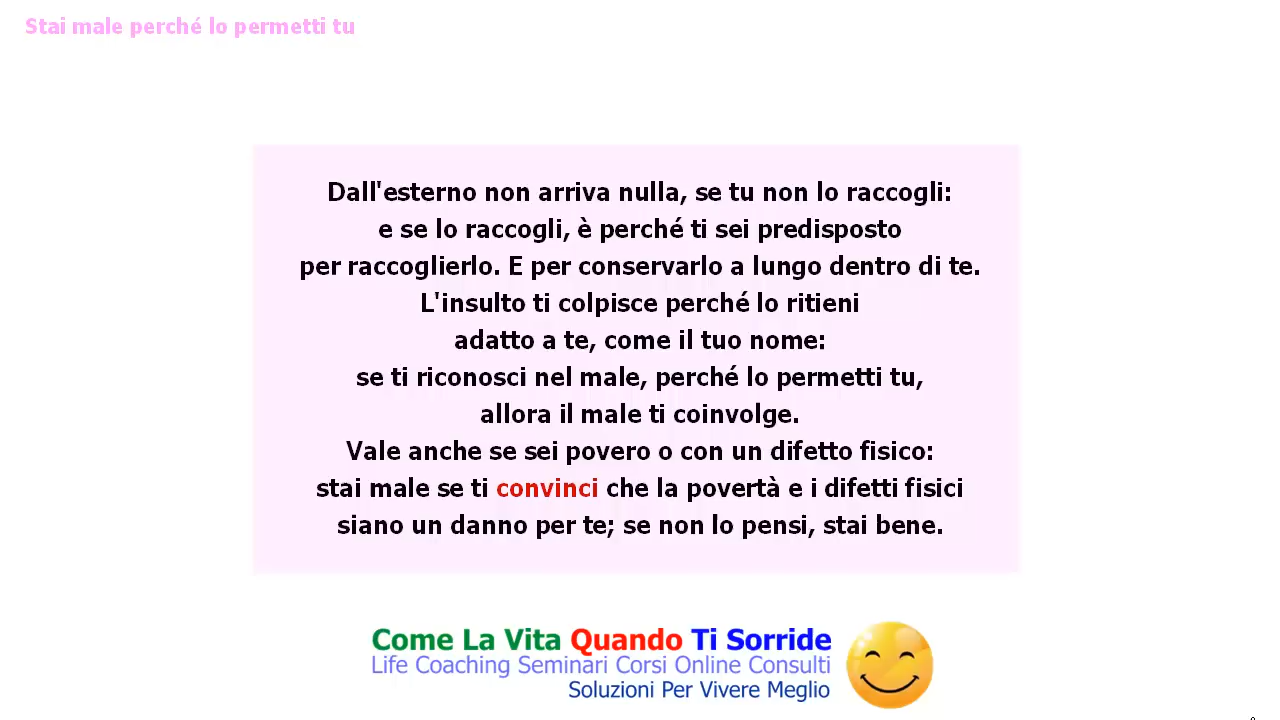 Stai male perché lo permetti tu
Dall'esterno non arriva nulla, se tu non lo raccogli:
e se lo raccogli, è perché ti sei predisposto
per raccoglierlo. E per conservarlo a lungo dentro di te.
L'insulto ti colpisce perché lo ritieni
adatto a te, come il tuo nome:
se ti riconosci nel male, perché lo permetti tu,
allora il male ti coinvolge.
Vale anche se sei povero o con un difetto fisico:
stai male se ti convinci che la povertà e i difetti fisici
siano un danno per te; se non lo pensi, stai bene.
Come La Vita Quando Ti Sorride
Life Coaching Seminari Corsi Online Consulti
Soluzioni Per Vivere Meglio